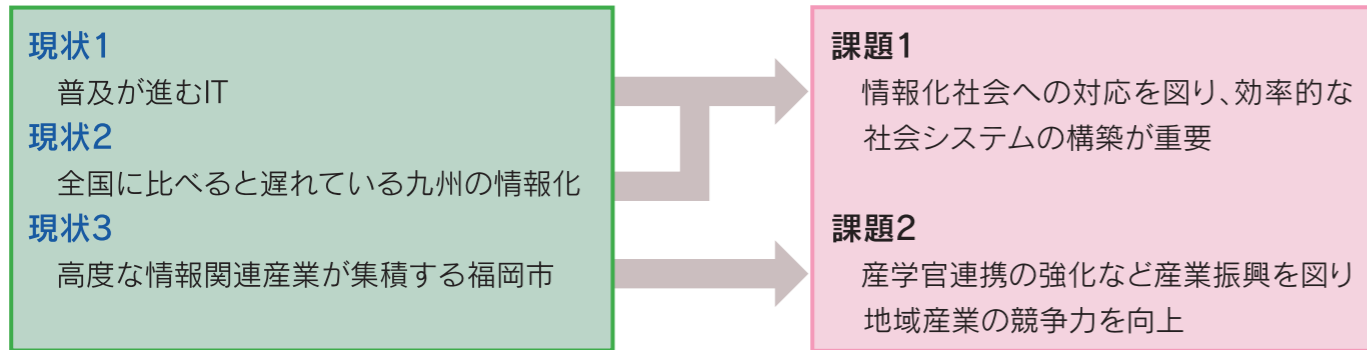 現状1
普及が進むIT
現状2
全国に比べると遅れている九州の情報化
現状3
高度な情報関連産業が集積する福岡市
課題1
情報化社会への対応を図り、効率的な
社会システムの構築が重要
課題2
産学官連携の強化など産業振興を図り
地域産業の競争力を向上